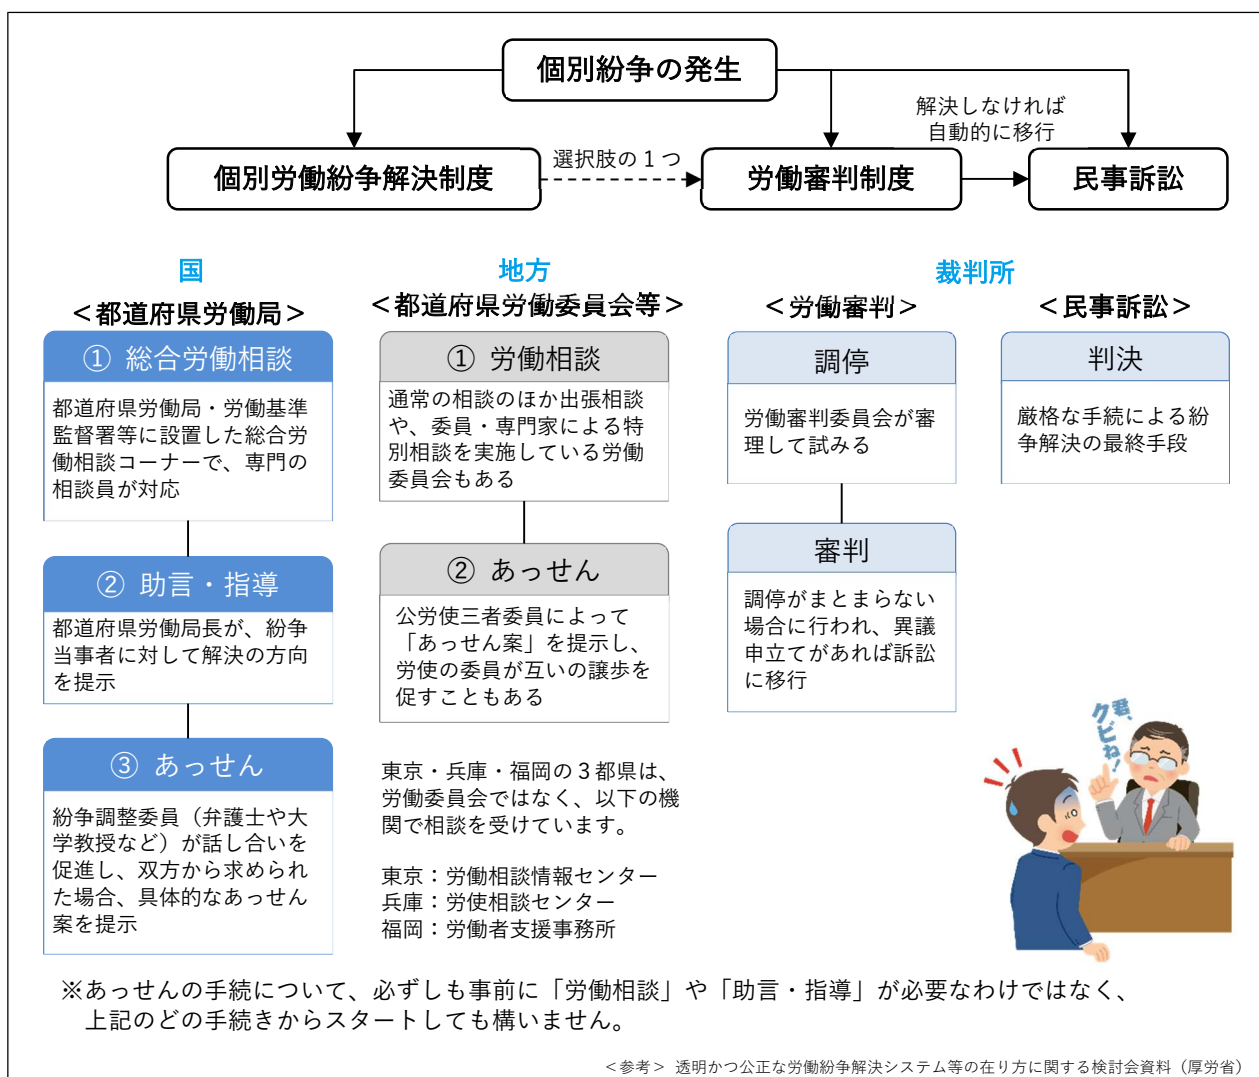 個別紛争の発生
解決しなければ
自動的に移行
個別労働紛争解決制度
選択肢の１つ
労働審判制度
民事訴訟
国
＜都道府県労働局＞
① 総合労働相談
都道府県労働局・労働基準
監督署等に設置した総合労
働相談コーナーで、専門の
相談員が対応
② 助言・指導
都道府県労働局長が、紛争
当事者に対して解決の方向
を提示
③ あっせん
紛争調整委員（弁護士や大
学教授など）が話し合いを
促進し、双方から求められ
た場合、具体的なあっせん
案を提示
地方
＜都道府県労働委員会等＞
① 労働相談
通常の相談のほか出張相談
や、委員・専門家による特
別相談を実施している労働
委員会もある
② あっせん
公労使三者委員によって
「あっせん案」を提示し、
労使の委員が互いの譲歩を
促すこともある
東京・兵庫・福岡の３都県は、
労働委員会ではなく、以下の機
関で相談を受けています。
東京：労働相談情報センター
兵庫：労使相談センター
福岡：労働者支援事務所
裁判所
＜労働審判＞
調停
労働審判委員会が審
理して試みる
審判
調停がまとまらない
場合に行われ、異議
申立てがあれば訴訟
に移行
＜民事訴訟＞
判決
厳格な手続による紛
争解決の最終手段
君、
クビね！
※あっせんの手続について、必ずしも事前に「労働相談」や「助言・指導」が必要なわけではなく、
上記のどの手続きからスタートしても構いません。
＜参考＞ 透明かつ公正な労働紛争解決システム等の在り方に関する検討会資料（厚労省）